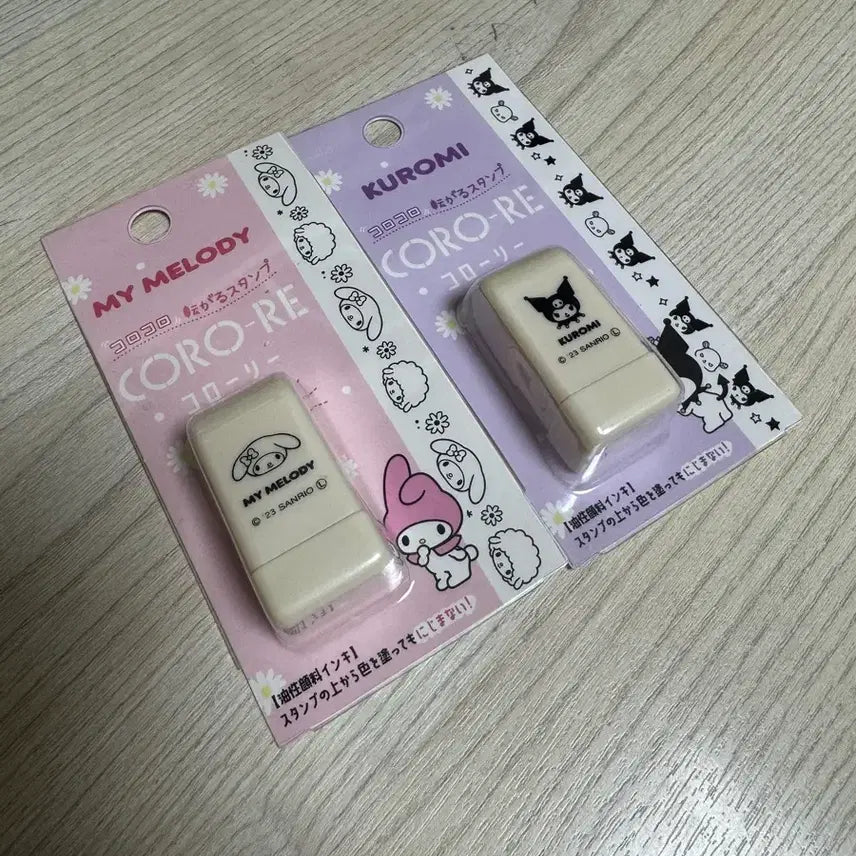 MY MELODY
"コロコロ" 転がるスタンプ
CORO-RE
コローリー
MY MELODY
© '23 SANRIO Ⓛ
【油性顔料インキ】
スタンプの上から色を塗ってもにじまない!
KUROMI
"コロコロ" 転がるスタンプ
CORO-RE
コローリー
KUROMI
© '23 SANRIO Ⓛ
【油性顔料インキ】
スタンプの上から色を塗ってもにじまない!